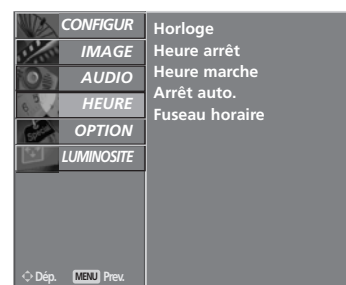 CONFIGUR
IMAGE
AUDIO
HEURE
OPTION
LUMINOSITE
Horloge
Heure arrêt
Heure marche
Arrêt auto.
Fuseau horaire
Dép. MENU Prev.